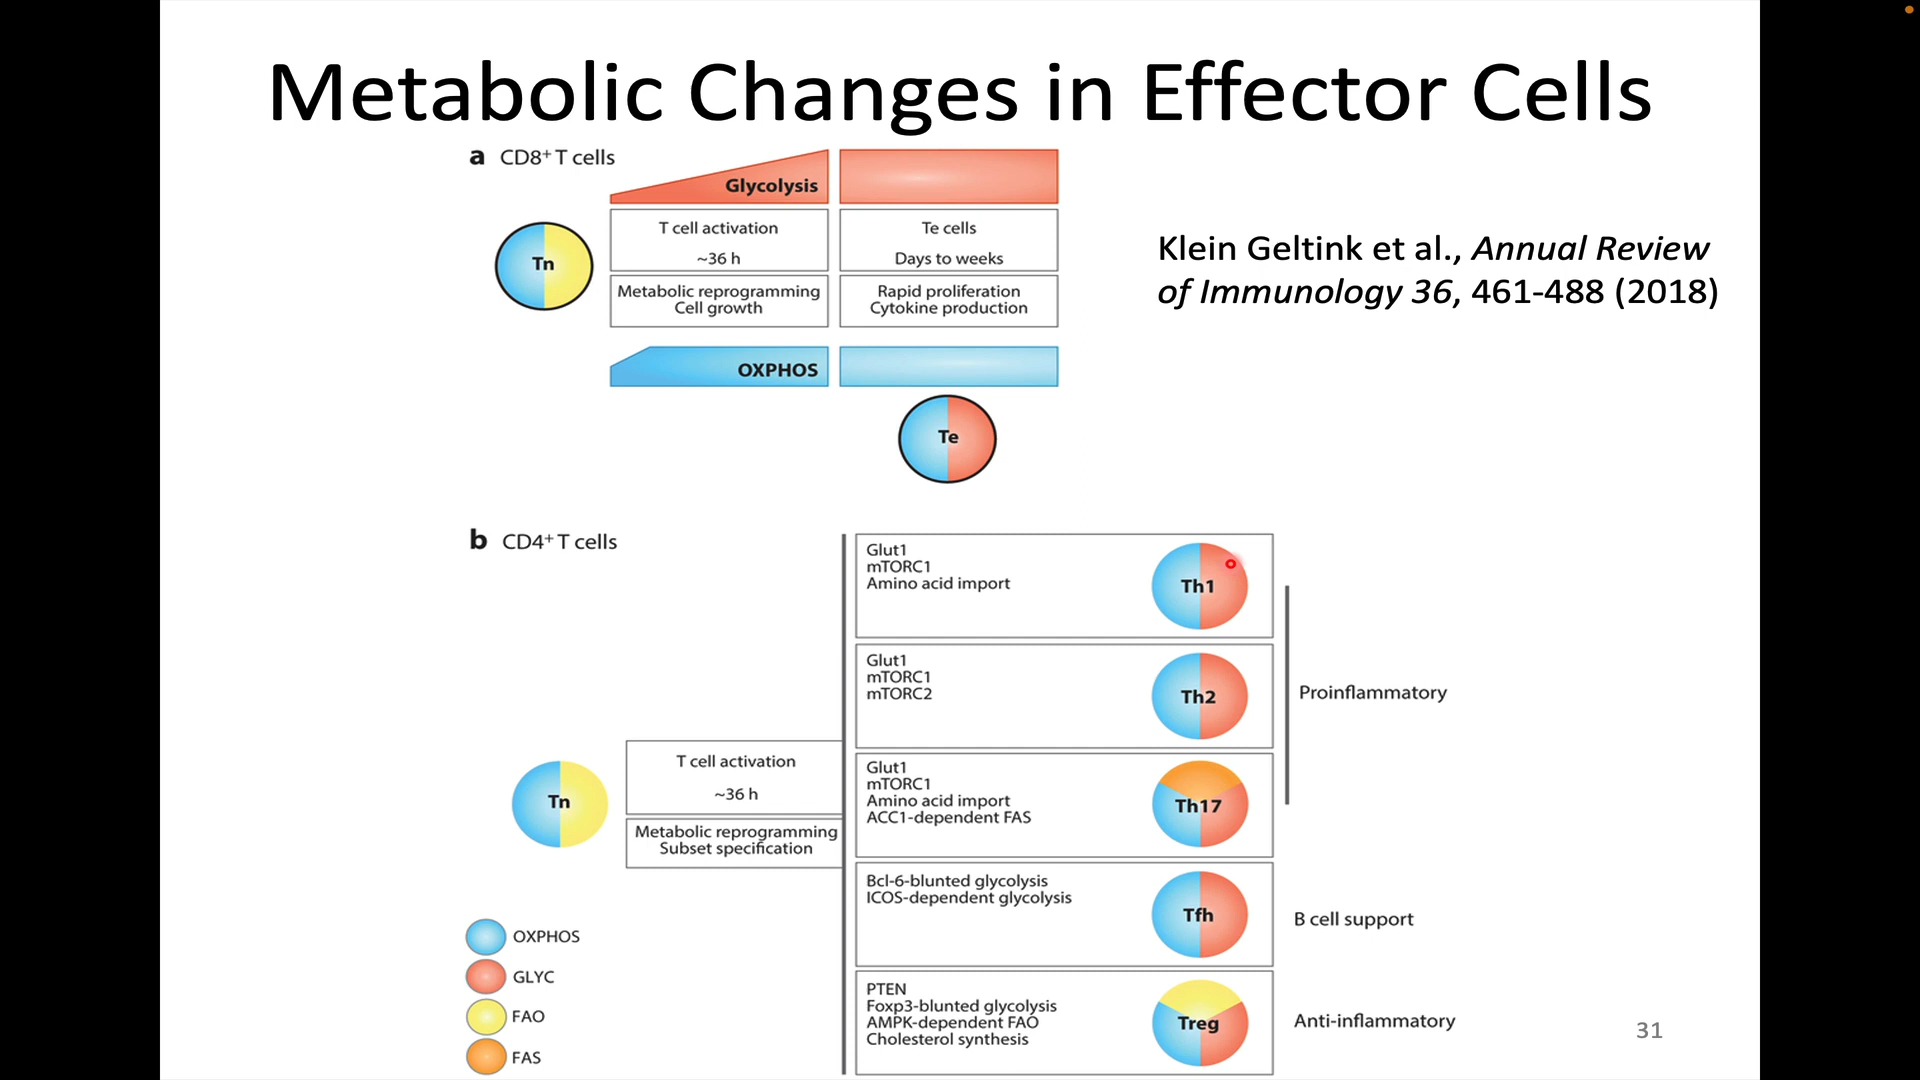 Metabolic Changes in Effector Cells
a CD8+ T cells
Glycolysis
Tn
T cell activation
~36 h
Metabolic reprogramming
Cell growth
Te cells
Days to weeks
Rapid proliferation
Cytokine production
OXPHOS
Te
Klein Geltink et al., Annual Review
of Immunology 36, 461-488 (2018)
b CD4+ T cells
Tn
T cell activation
~36 h
Metabolic reprogramming
Subset specification
Glut1
mTORC1
Amino acid import
Th1
Glut1
mTORC1
mTORC2
Th2
Glut1
mTORC1
Amino acid import
ACC1-dependent FAS
Th17
Proinflammatory
Bcl-6-blunted glycolysis
ICOS-dependent glycolysis
Tfh
B cell support
PTEN
Foxp3-blunted glycolysis
AMPK-dependent FAO
Cholesterol synthesis
Treg
Anti-inflammatory
OXPHOS
GLYC
FAO
FAS
31